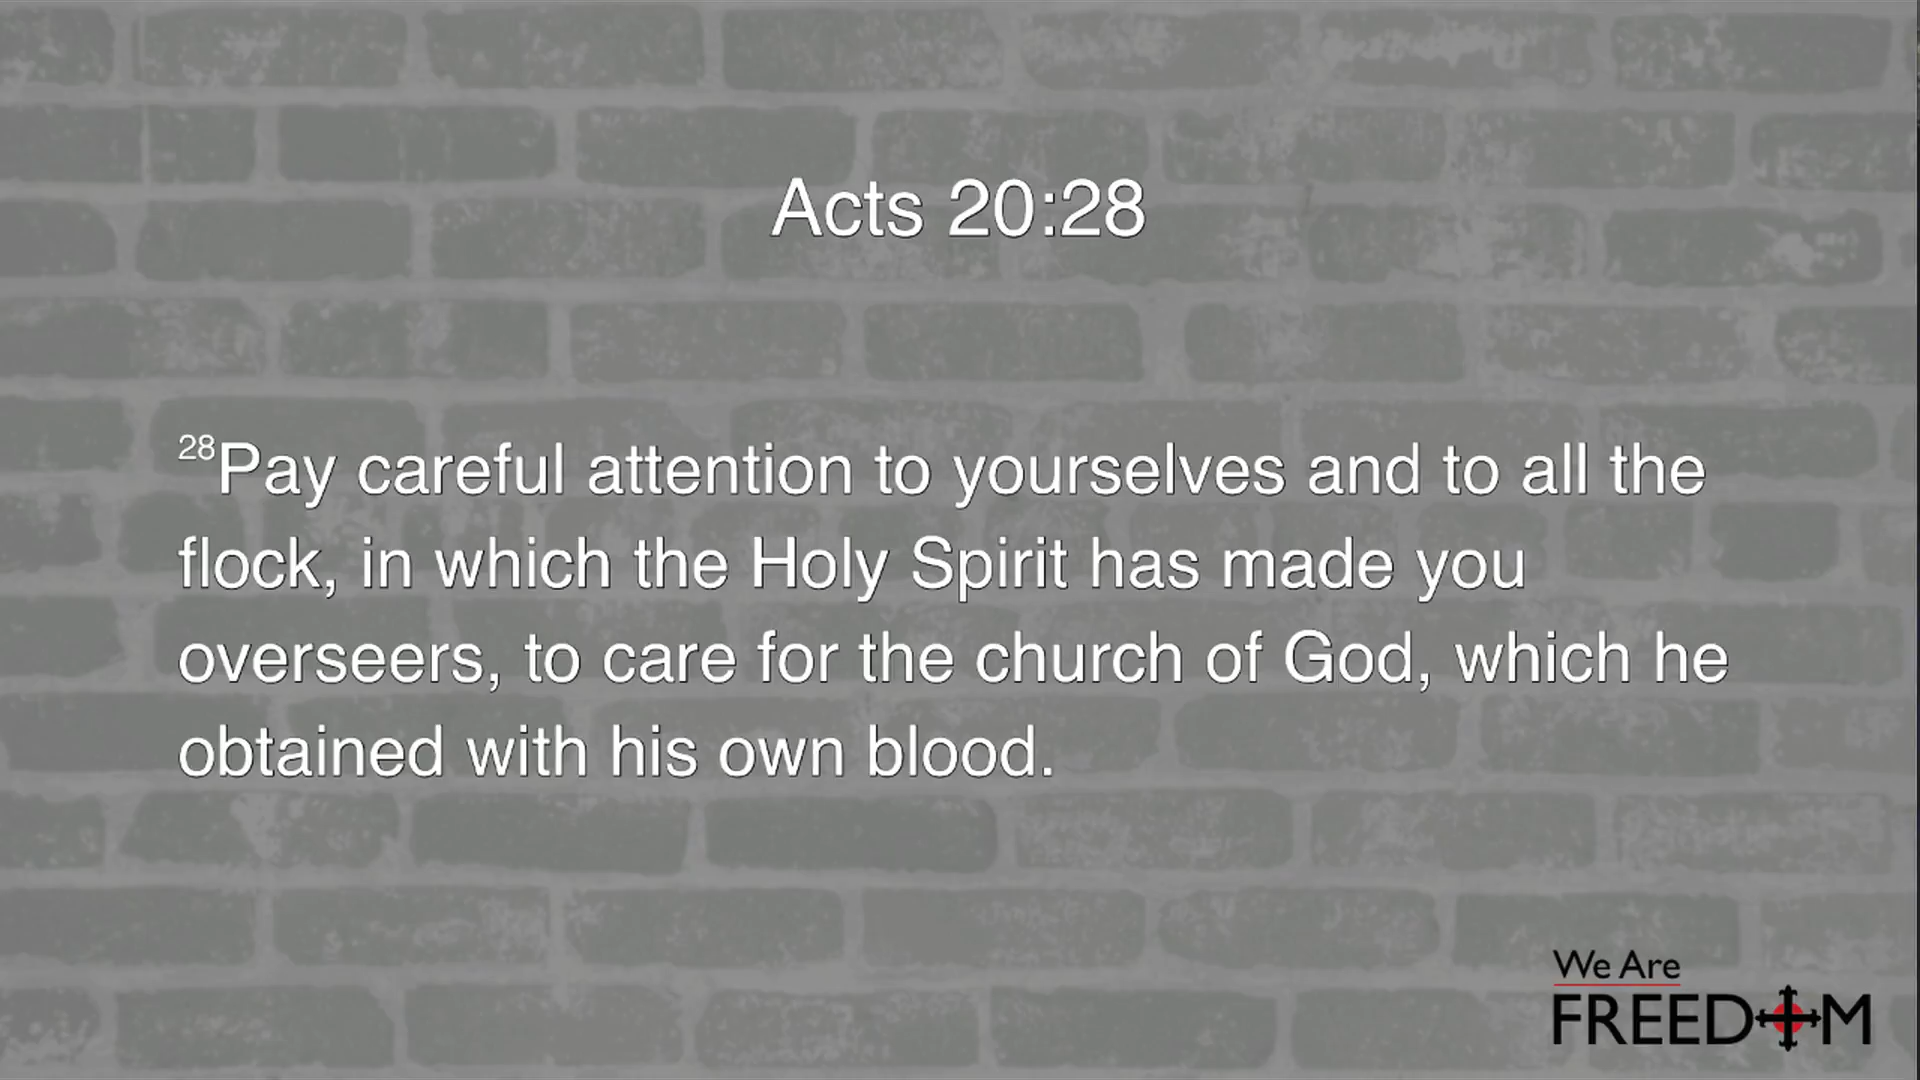 Acts 20:28
28Pay careful attention to yourselves and to all the
flock, in which the Holy Spirit has made you
overseers, to care for the church of God, which he
obtained with his own blood.
We Are
FREEDOM